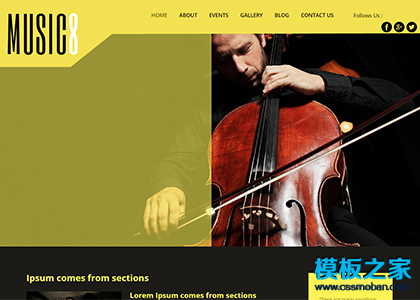 MUSIC8
HOME ABOUT EVENTS GALLERY BLOG CONTACT US Follows Us :
Ipsum comes from sections
Lorem Ipsum comes from sections
模板之家
www.cssmoban.com